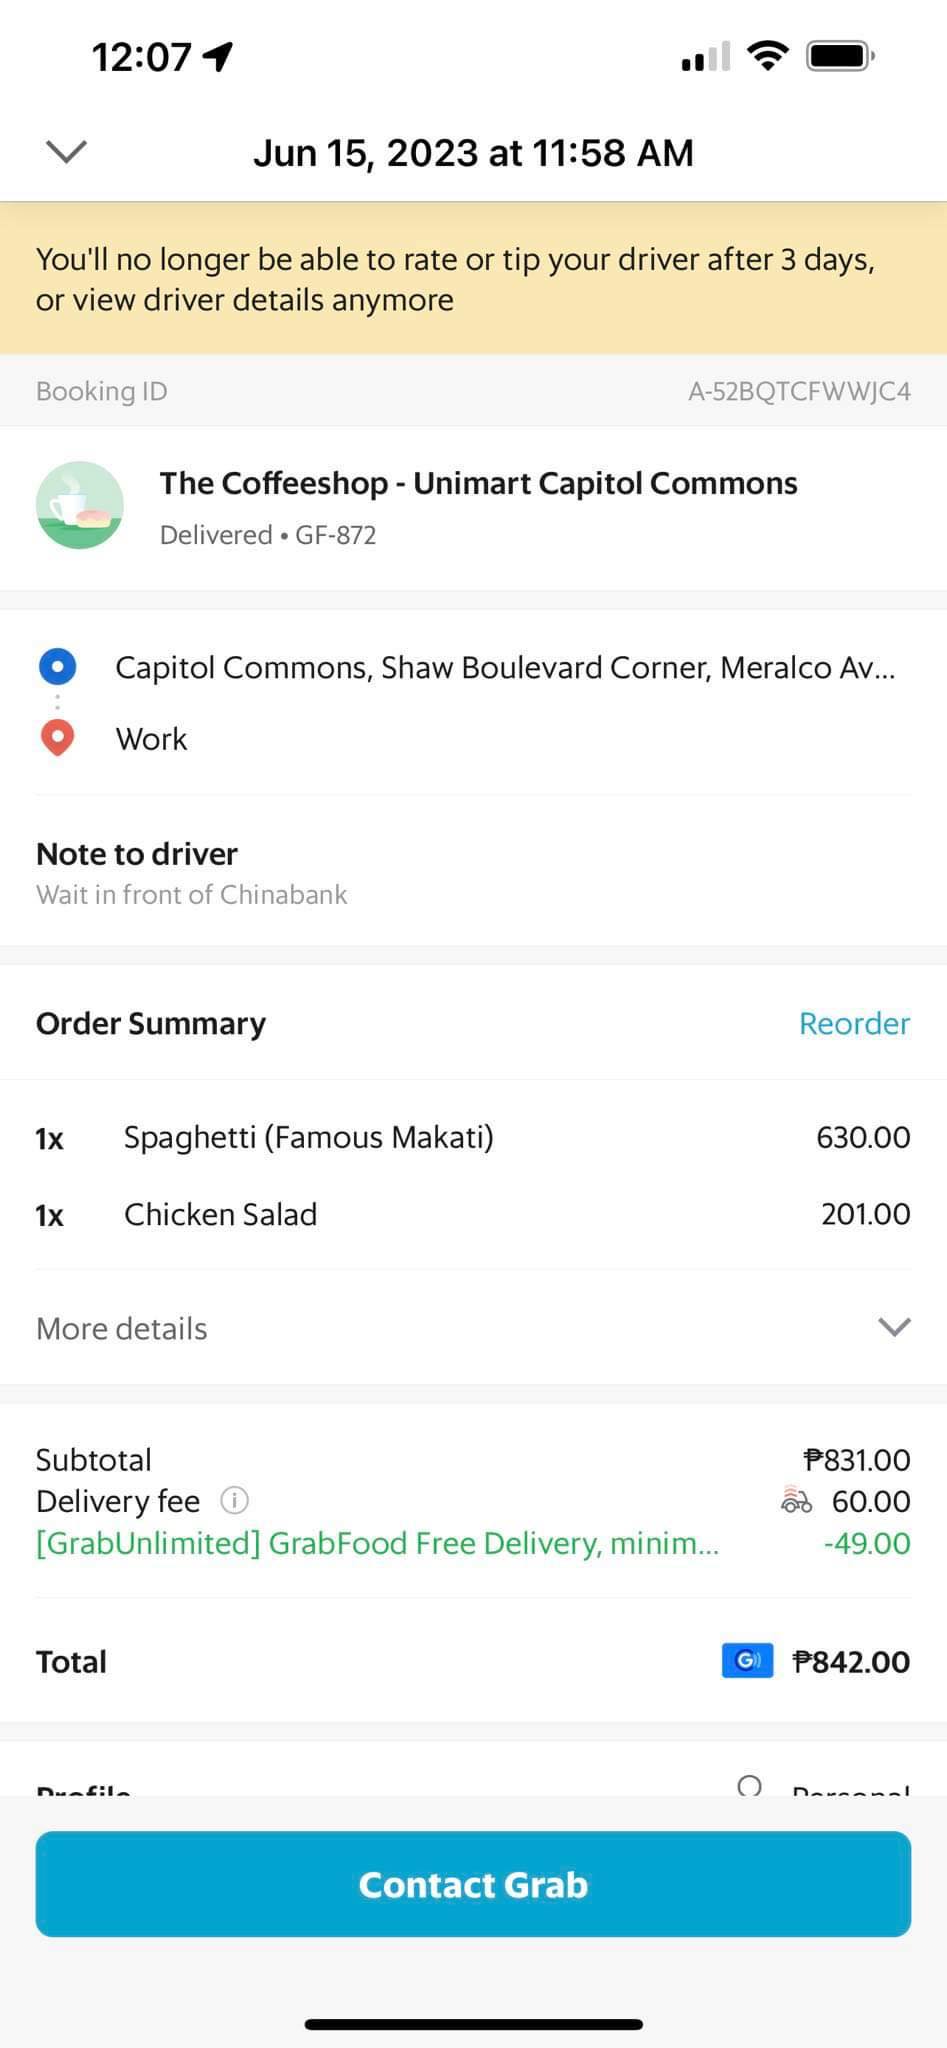 12:07
Jun 15, 2023 at 11:58 AM
You'll no longer be able to rate or tip your driver after 3 days,
or view driver details anymore
Booking ID A-52BQTCFWWJC4
The Coffeeshop - Unimart Capitol Commons
Delivered • GF-872
Capitol Commons, Shaw Boulevard Corner, Meralco Av...
Work
Note to driver
Wait in front of Chinabank
Order Summary Reorder
1x Spaghetti (Famous Makati) 630.00
1x Chicken Salad 201.00
More details
Subtotal ₱831.00
Delivery fee 60.00
[GrabUnlimited] GrabFood Free Delivery, minim... -49.00
Total ₱842.00
Profile Personal
Contact Grab